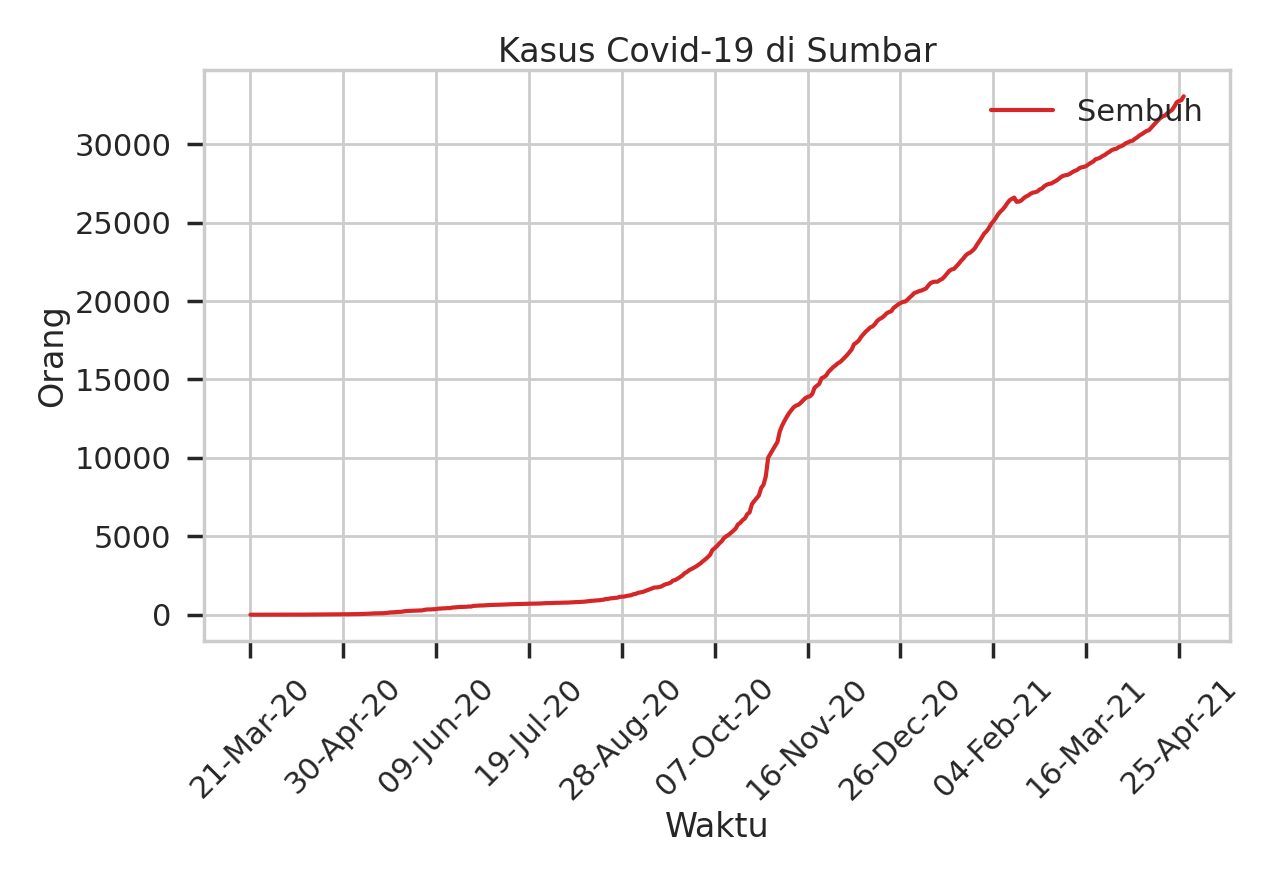 Kasus Covid-19 di Sumbar
Sembuh
30000
25000
20000
15000
10000
5000
0
Orang
21-Mar-20
30-Apr-20
09-Jun-20
19-Jul-20
28-Aug-20
07-Oct-20
16-Nov-20
26-Dec-20
04-Feb-21
16-Mar-21
25-Apr-21
Waktu